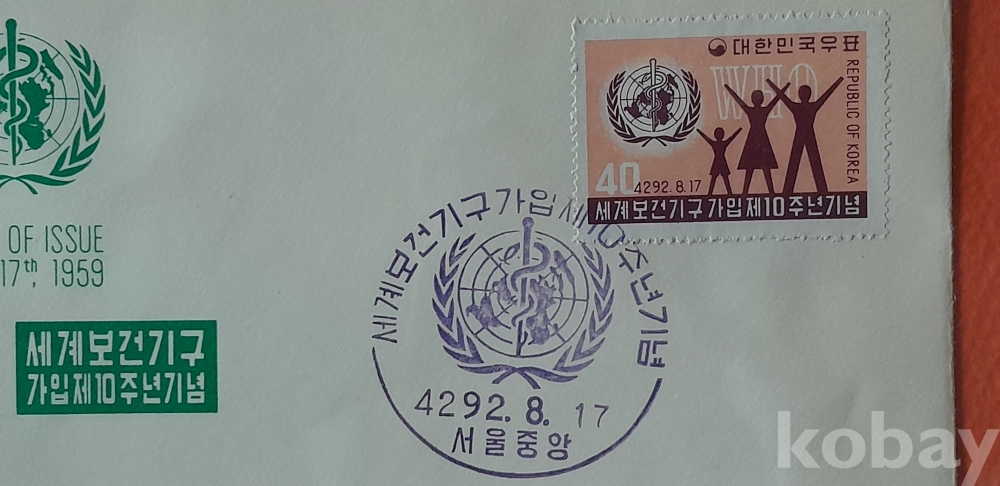 OF ISSUE
17th, 1959
세계보건기구
가입제10주년기념
대한민국우표
WHO
REPUBLIC OF KOREA
40
4292.8.17
세계보건기구가입제10주년기념
세계보건기구가입제10주년기념
4292.8.17
서울중앙
kobay